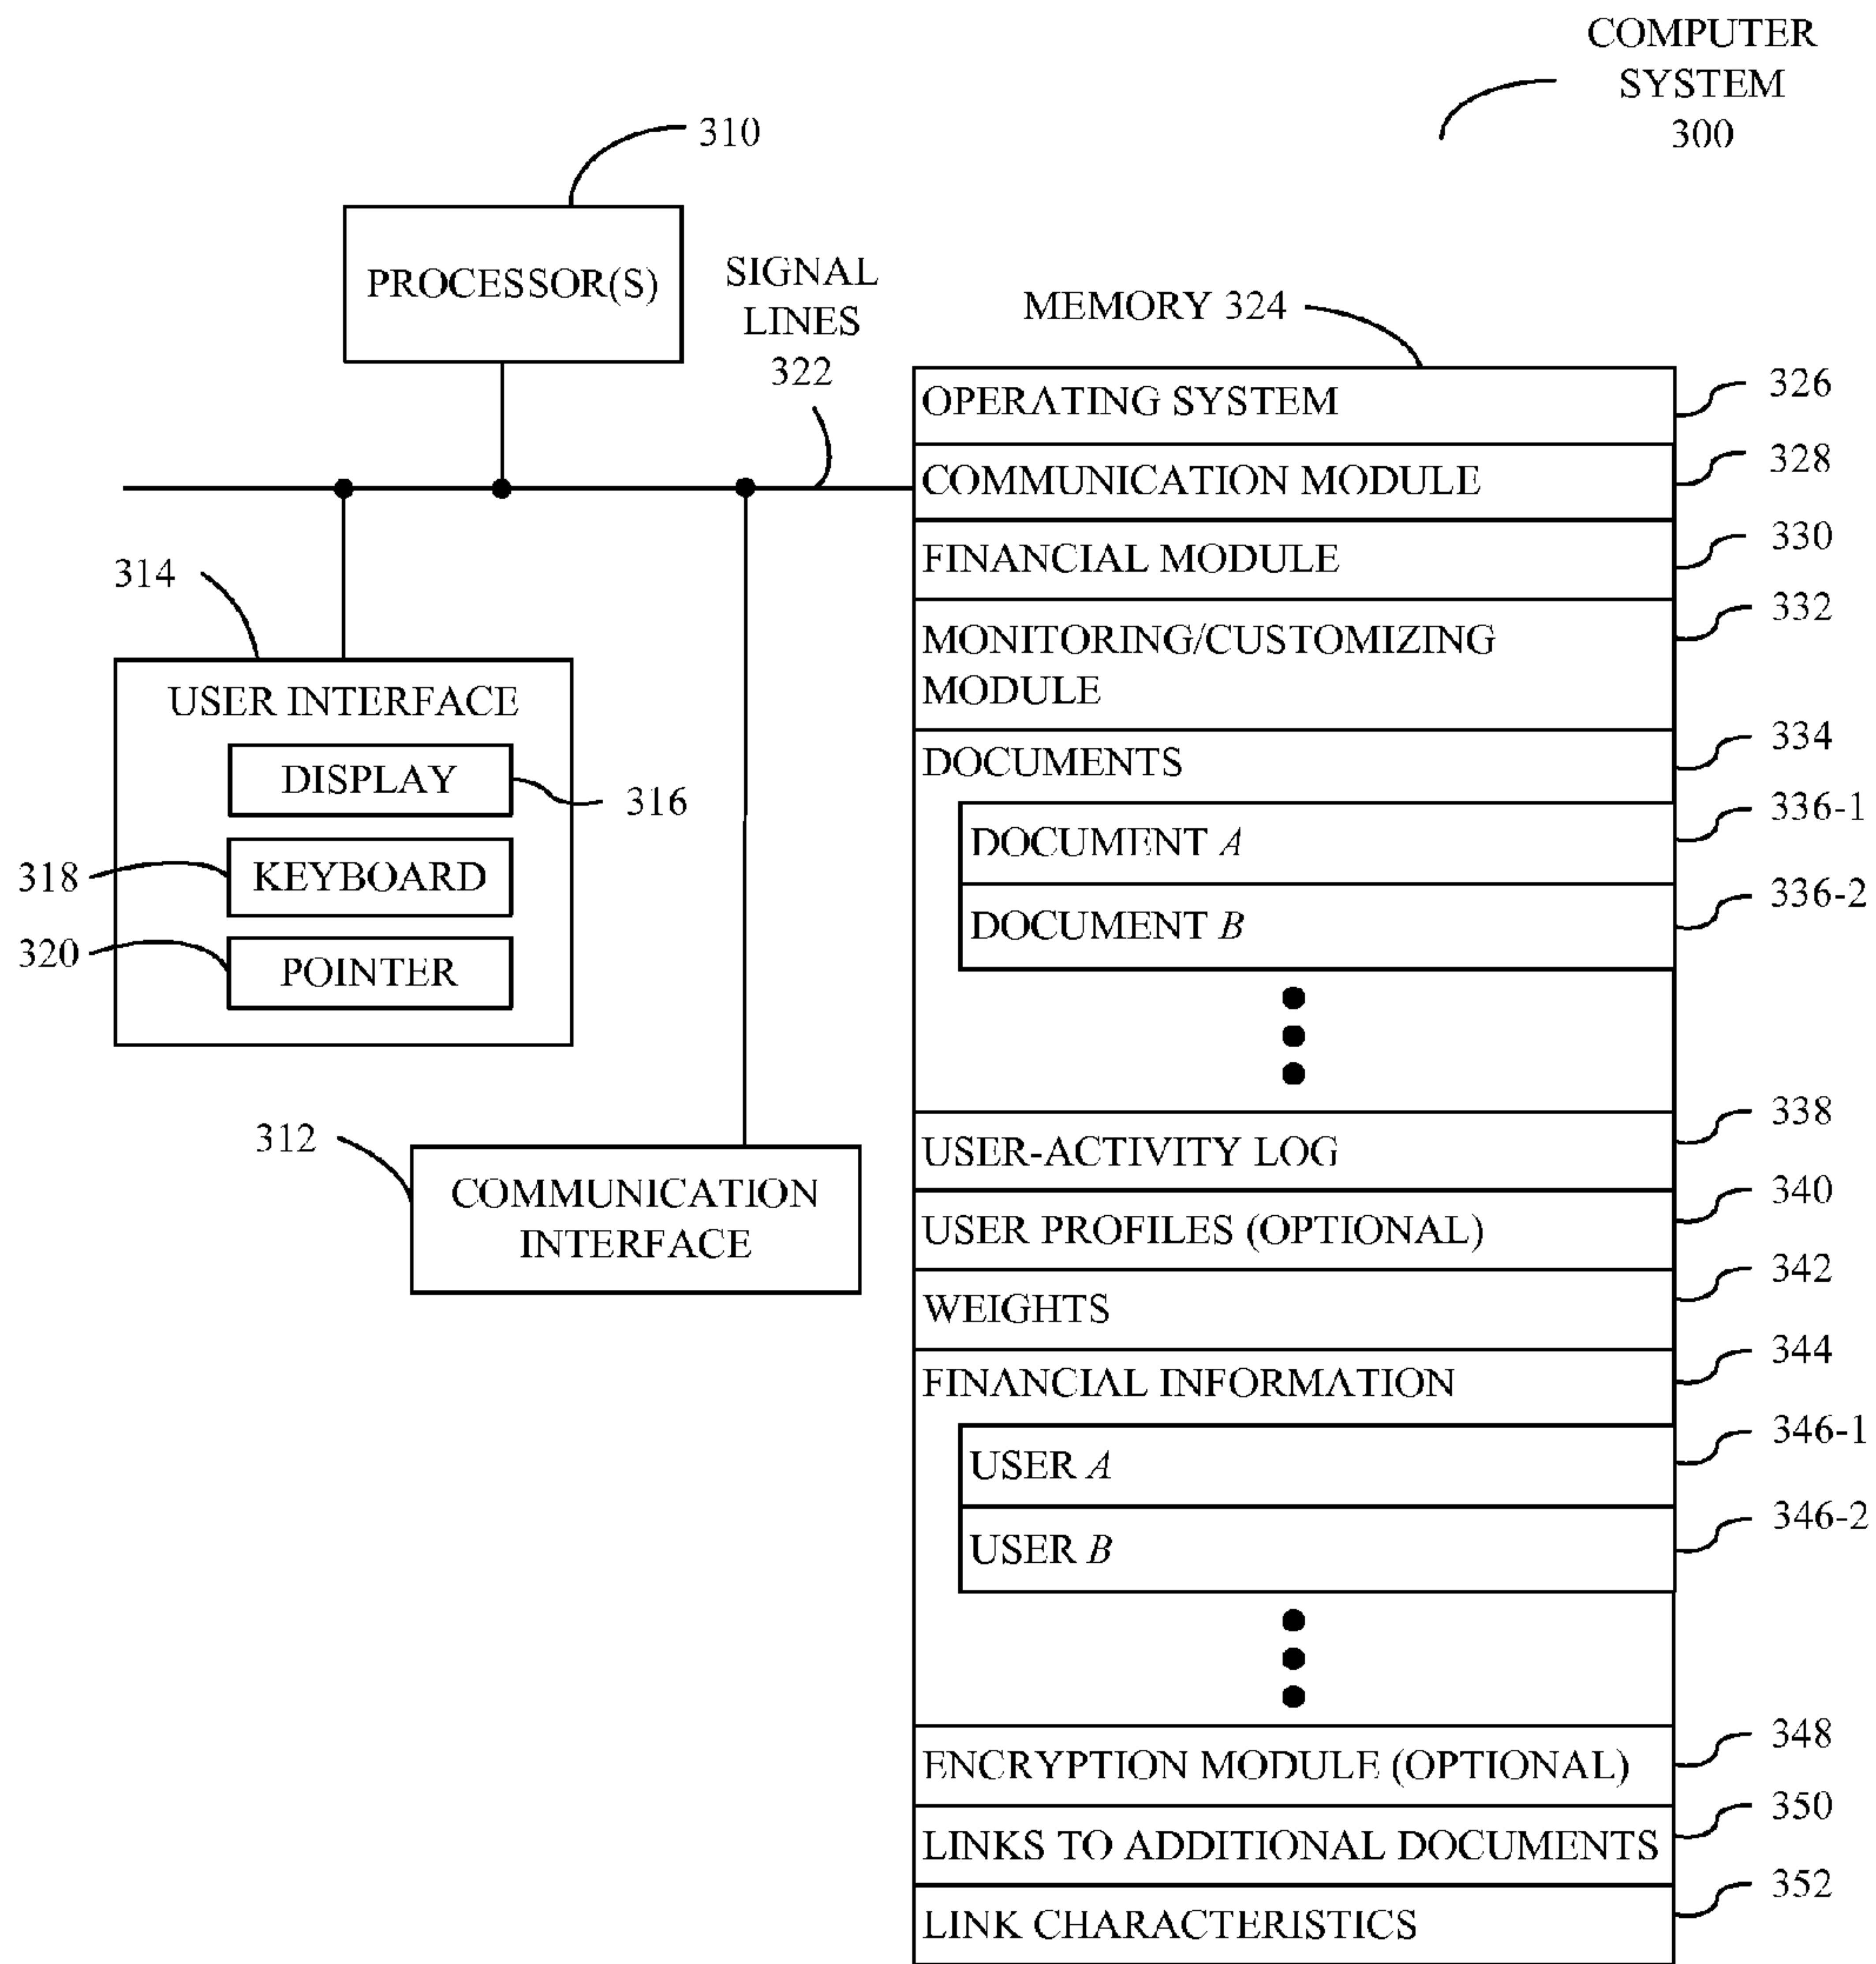 COMPUTER
SYSTEM
300
310
PROCESSOR(S)
SIGNAL
LINES
322
MEMORY 324
OPERATING SYSTEM
326
COMMUNICATION MODULE
328
FINANCIAL MODULE
330
MONITORING/CUSTOMIZING
MODULE
332
DOCUMENTS
334
DOCUMENT A
336-1
DOCUMENT B
336-2
314
USER INTERFACE
DISPLAY
316
318
KEYBOARD
320
POINTER
312
COMMUNICATION
INTERFACE
USER-ACTIVITY LOG
338
USER PROFILES (OPTIONAL)
340
WEIGHTS
342
FINANCIAL INFORMATION
344
USER A
346-1
USER B
346-2
ENCRYPTION MODULE (OPTIONAL)
348
LINKS TO ADDITIONAL DOCUMENTS
350
LINK CHARACTERISTICS
352